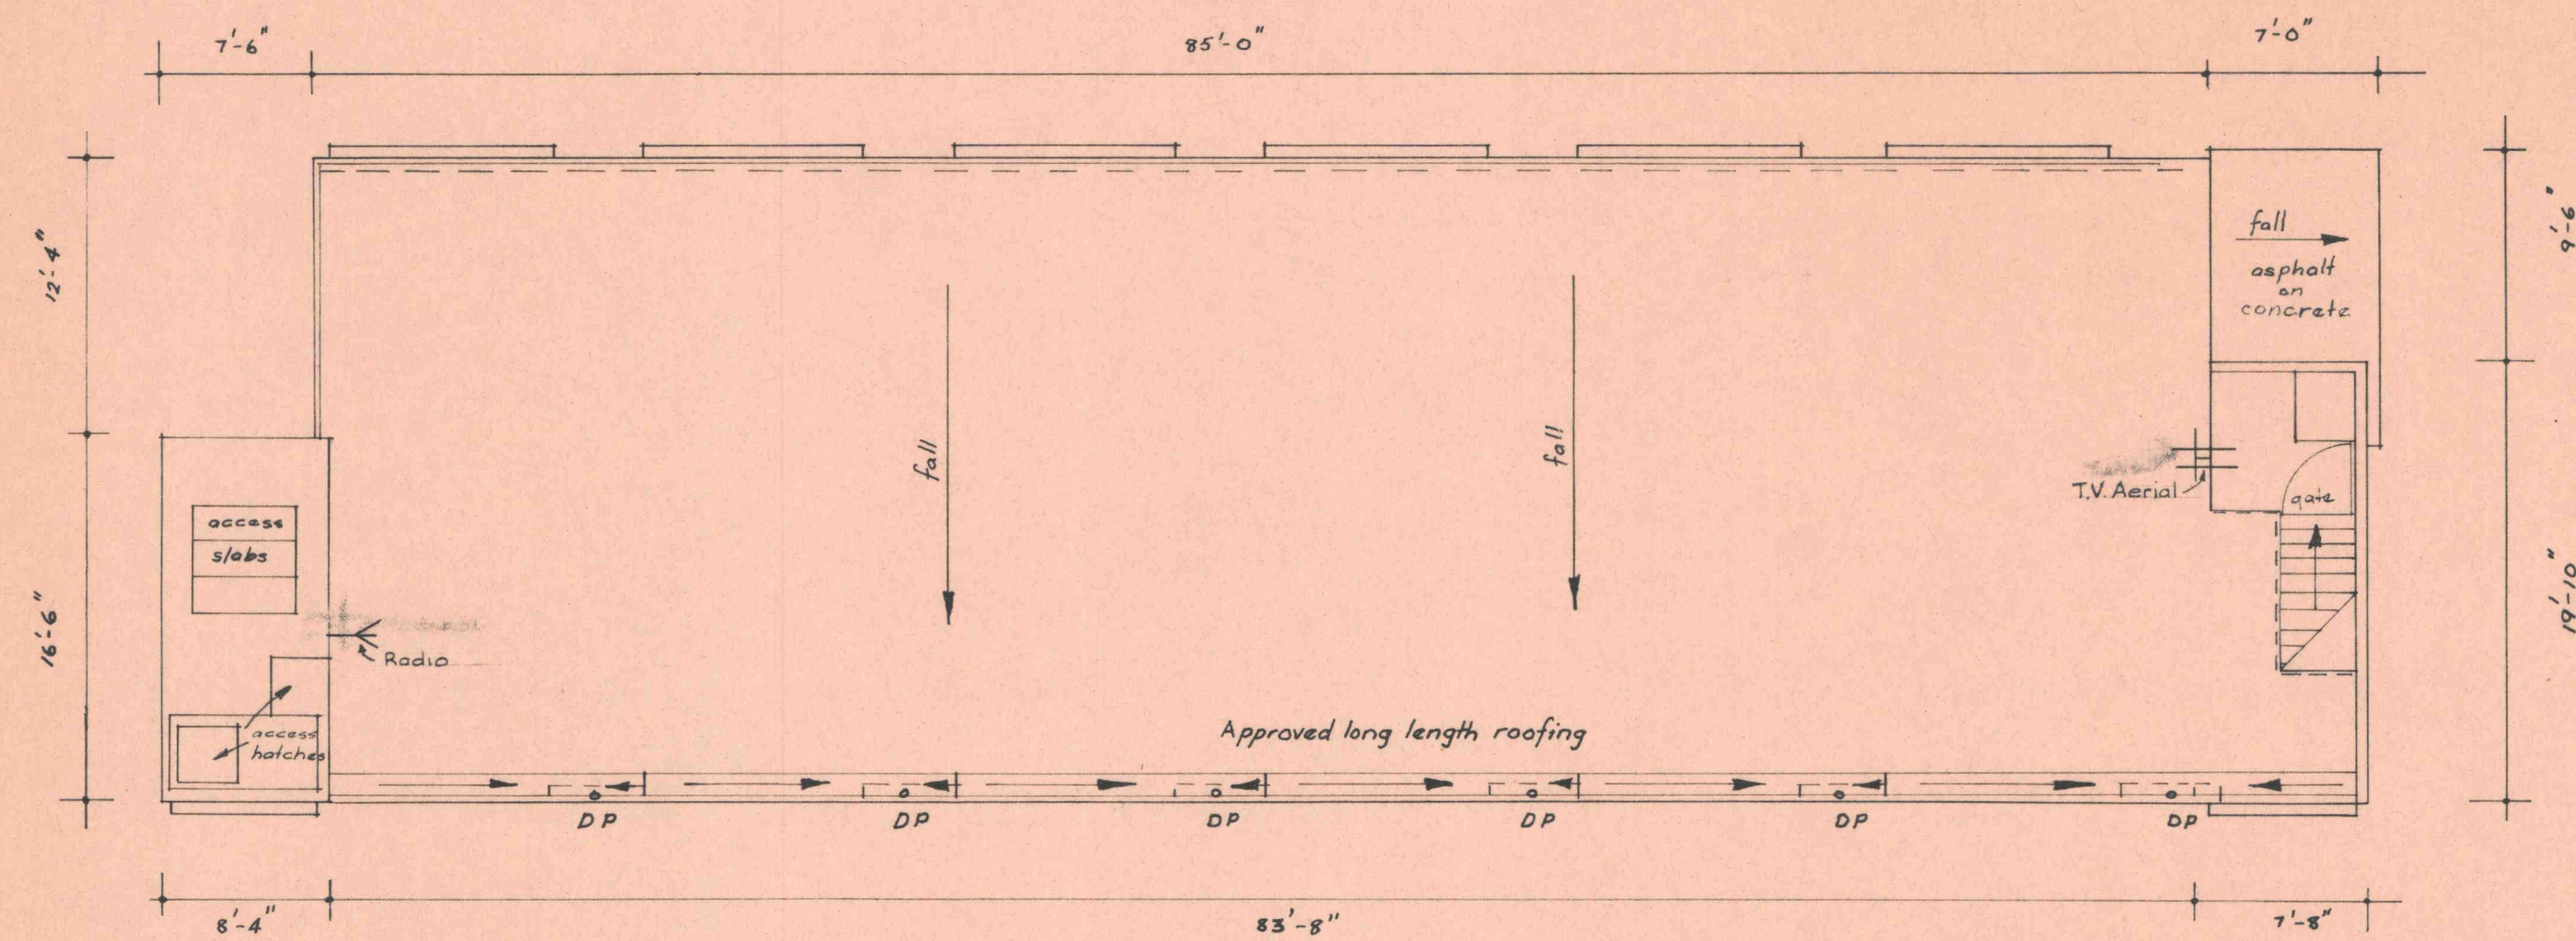 7'-6"
85'-0"
7'-0"
12'-4"
16'-6"
9'-6"
19'-10"
fall
asphalt
on
concrete
fall
fall
T.V. Aerial
gate
access
slabs
Radio
access
hatches
Approved long length roofing
DP
DP
DP
DP
DP
DP
8'-4"
83'-8"
7'-8"